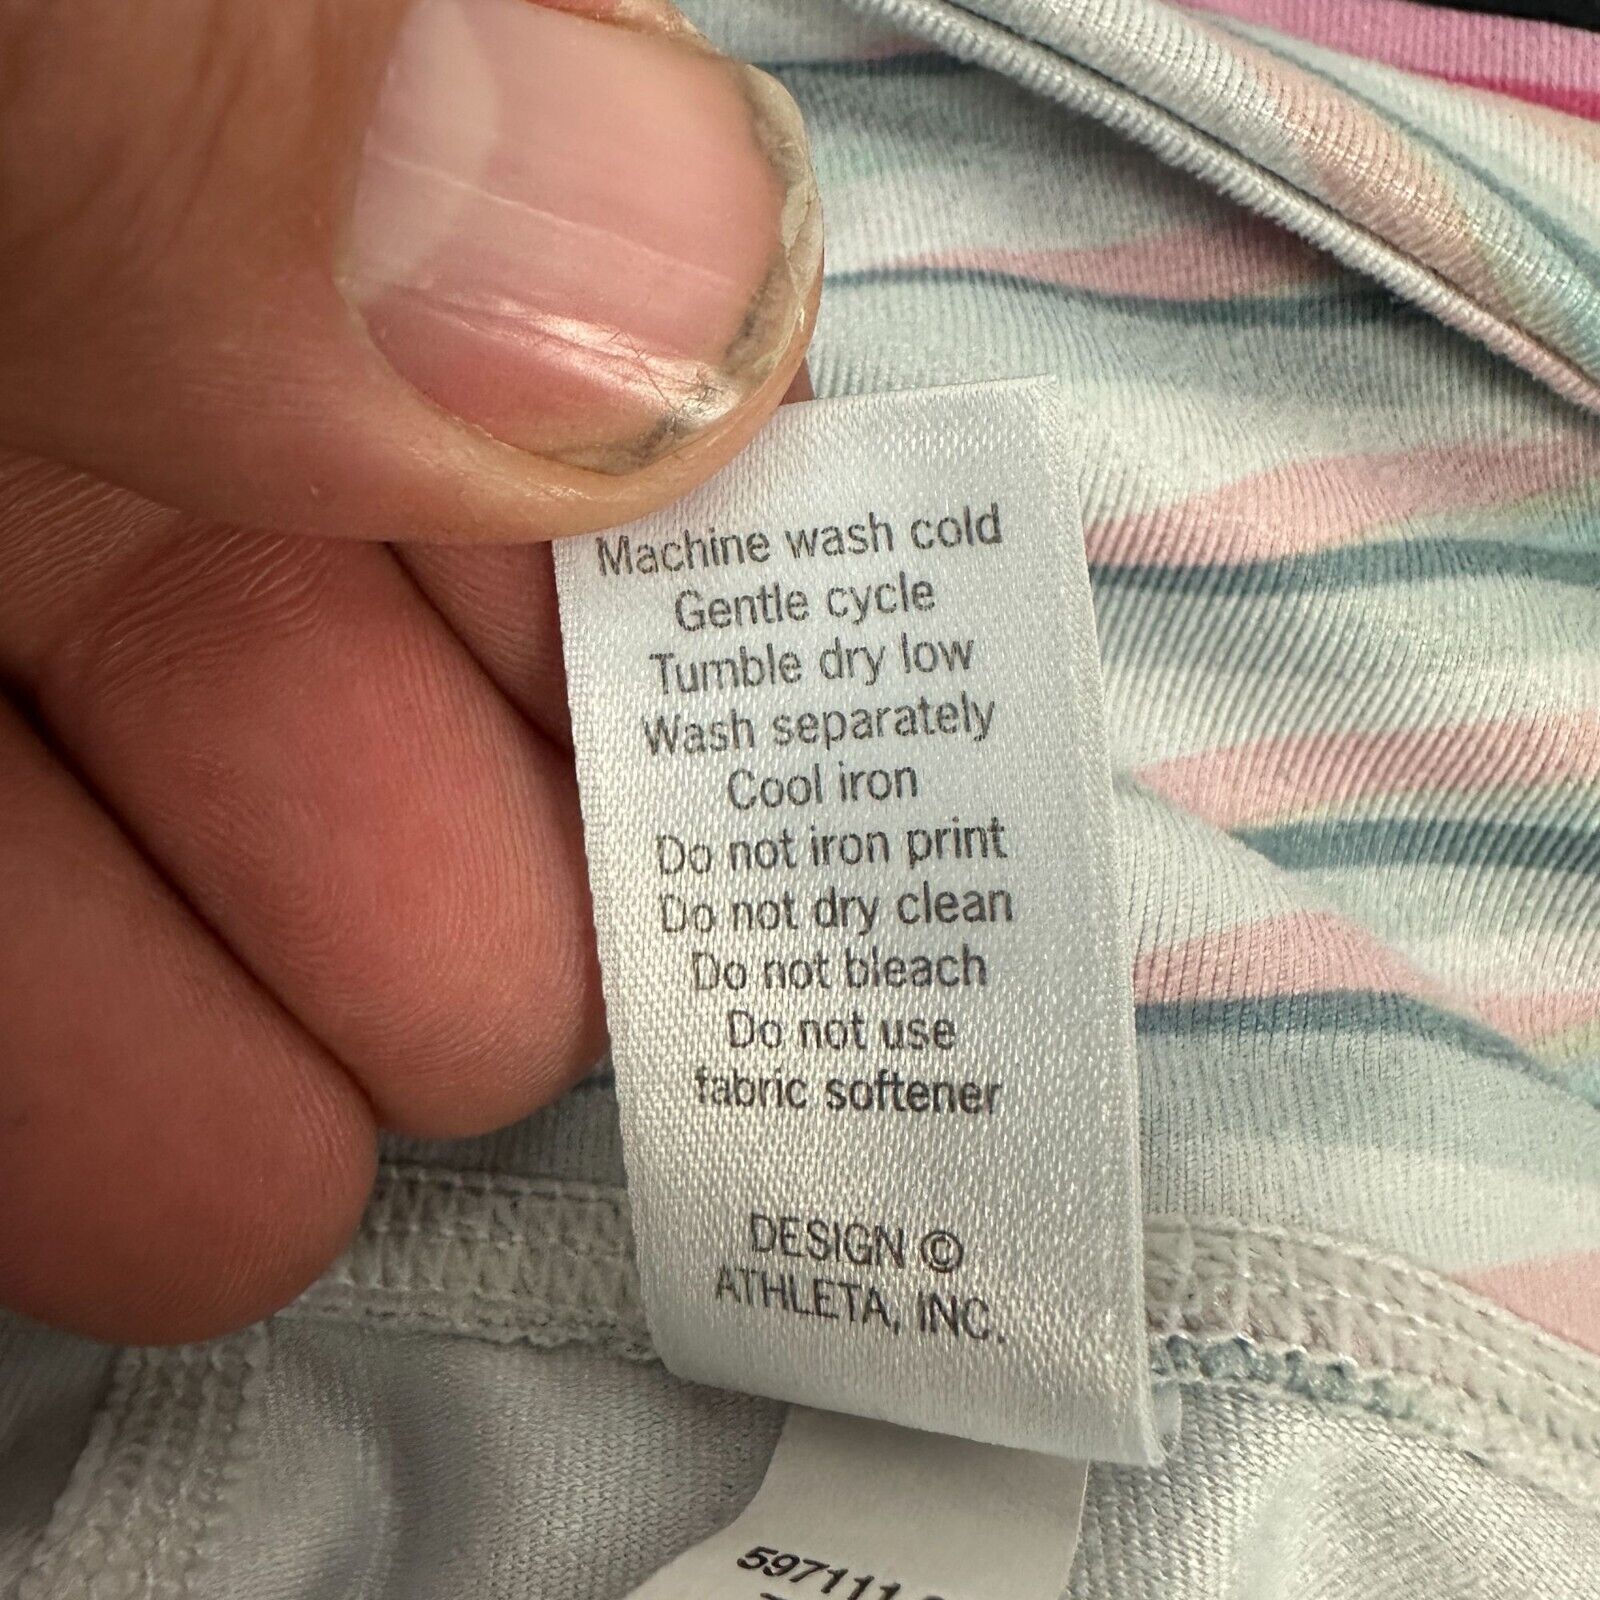 Machine wash cold
Gentle cycle
Tumble dry low
Wash separately
Cool iron
Do not iron print
Do not dry clean
Do not bleach
Do not use
fabric softener
DESIGN ©
ATHLETA, INC.
597111